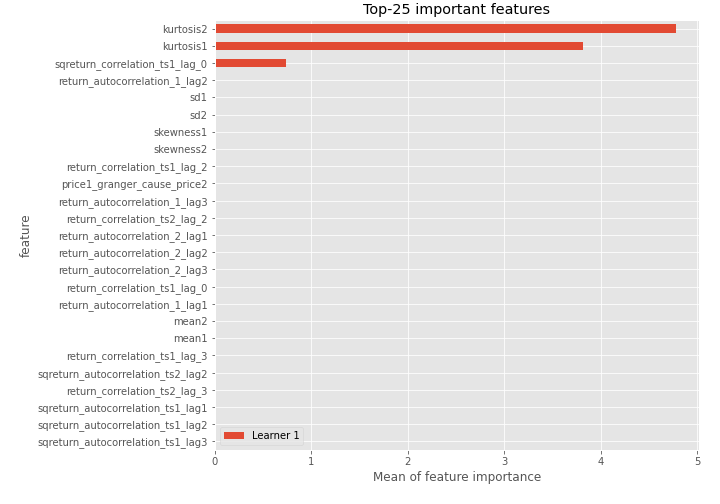 Top-25 important features
kurtosis2
kurtosis1
sqreturn_correlation_ts1_lag_0
return_autocorrelation_1_lag2
sd1
sd2
skewness1
skewness2
return_correlation_ts1_lag_2
price1_granger_cause_price2
return_autocorrelation_1_lag3
return_correlation_ts2_lag_2
return_autocorrelation_2_lag1
return_autocorrelation_2_lag2
return_autocorrelation_2_lag3
return_correlation_ts1_lag_0
return_autocorrelation_1_lag1
mean2
mean1
return_correlation_ts1_lag_3
sqreturn_autocorrelation_ts2_lag2
return_correlation_ts2_lag_3
sqreturn_autocorrelation_ts1_lag1
sqreturn_autocorrelation_ts1_lag2
sqreturn_autocorrelation_ts1_lag3
feature
Learner 1
0 1 2 3 4 5
Mean of feature importance